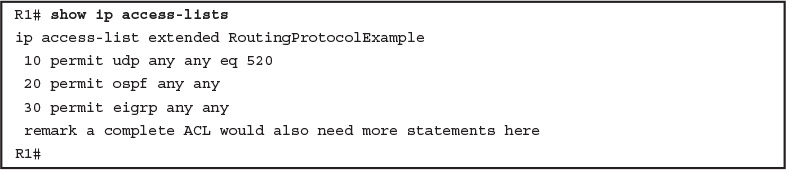 R1# show ip access-lists
ip access-list extended RoutingProtocolExample
 10 permit udp any any eq 520
 20 permit ospf any any
 30 permit eigrp any any
 remark a complete ACL would also need more statements here
R1#